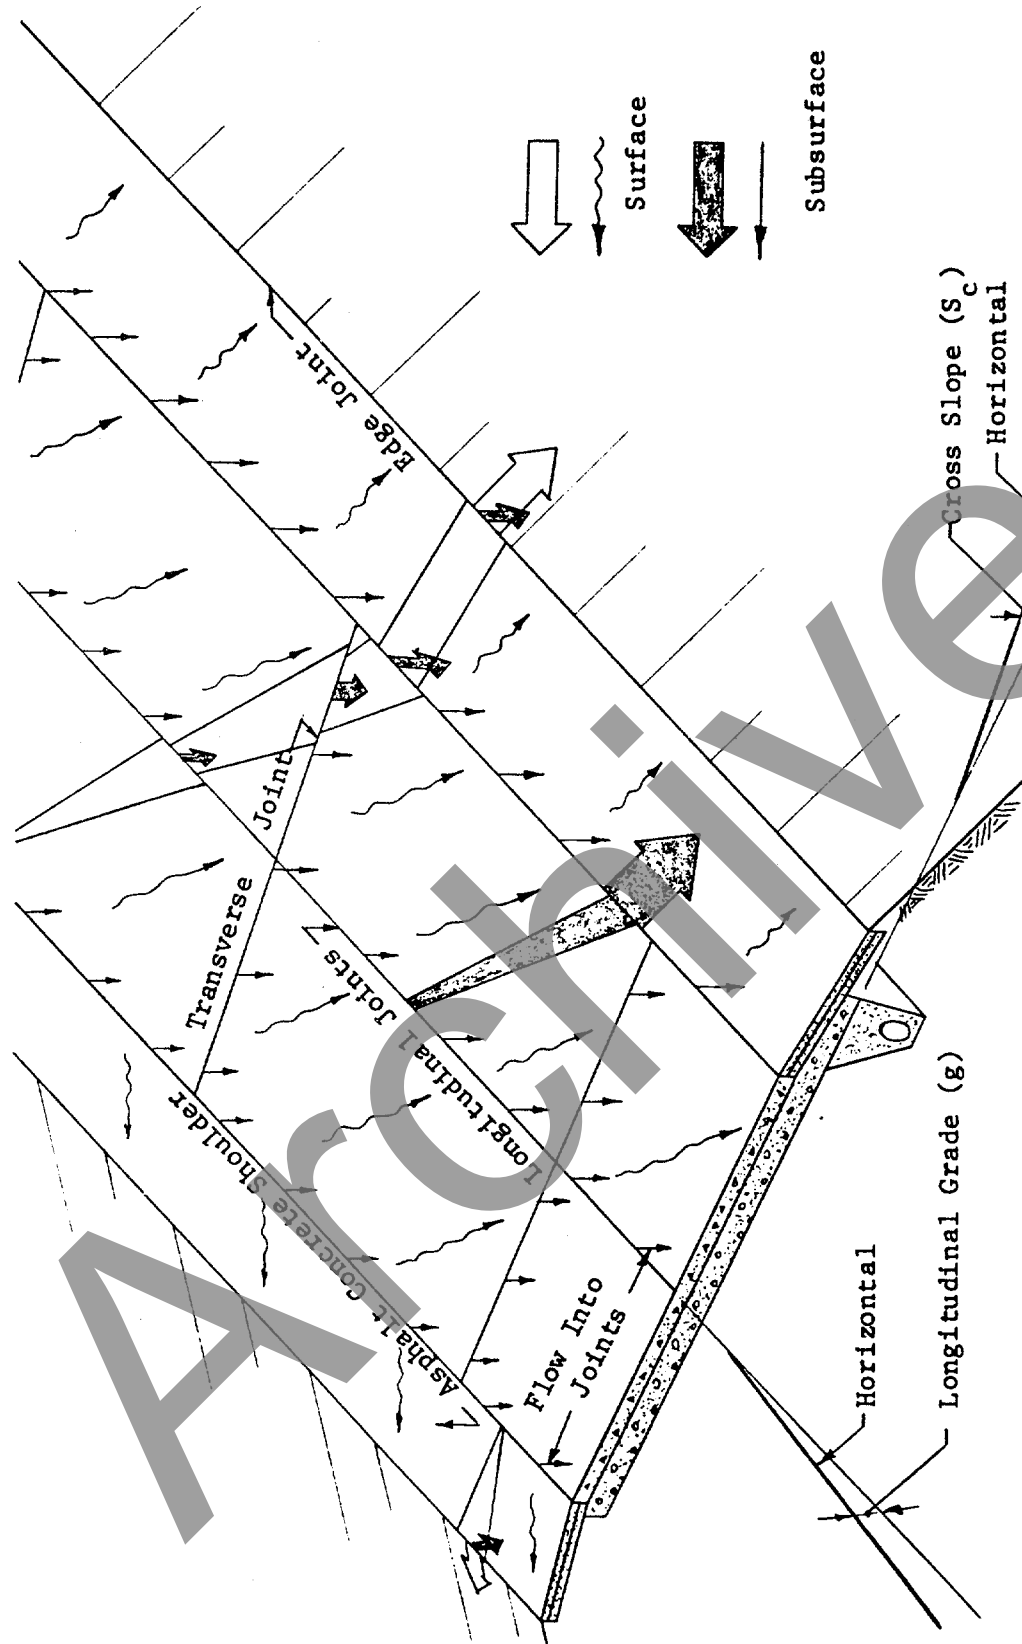 Surface
Subsurface
Edge Joint
Transverse
Joint
Longitudinal Joints
Asphalt Concrete Shoulder
Flow Into
Joints
Cross Slope (Sc)
Horizontal
Horizontal
Longitudinal Grade (g)
Archive